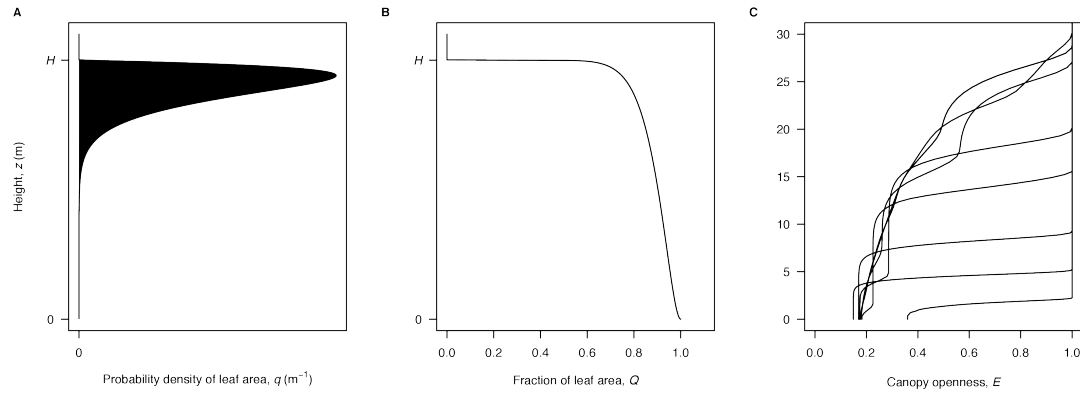 A
H
0
0
Height, z (m)
Probability density of leaf area, q (m⁻¹)
B
H
0
0.0 0.2 0.4 0.6 0.8 1.0
Fraction of leaf area, Q
C
30
25
20
15
10
5
0
0.0 0.2 0.4 0.6 0.8 1.0
Canopy openness, E